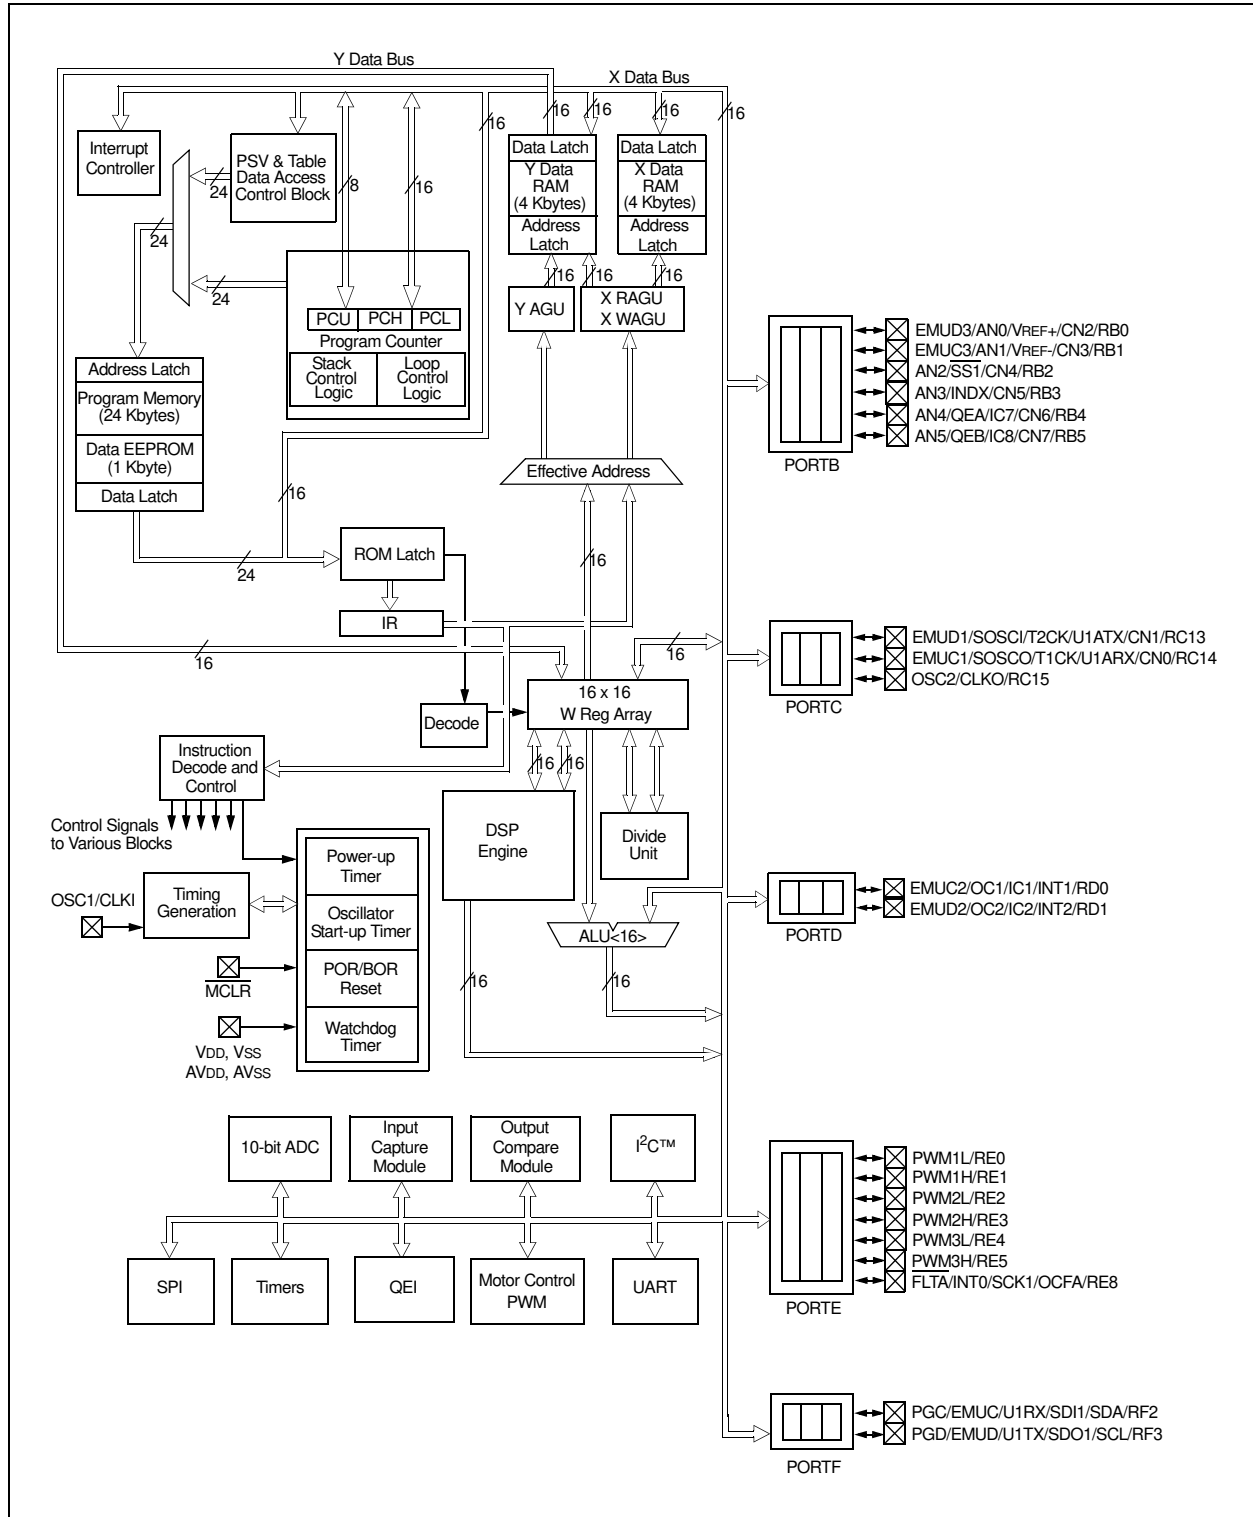 Y Data Bus
X Data Bus
16
16
16
16
16
Interrupt
Controller
PSV & Table
Data Access
Control Block
24
8
16
24
24
Data Latch
Y Data
RAM
(4 Kbytes)
Address
Latch
Data Latch
X Data
RAM
(4 Kbytes)
Address
Latch
16
16
16
Y AGU
X RAGU
X WAGU
PCU
PCH
PCL
Program Counter
Stack
Control
Logic
Loop
Control
Logic
Address Latch
Program Memory
(24 Kbytes)
Data EEPROM
(1 Kbyte)
Data Latch
16
24
Effective Address
16
ROM Latch
IR
16
16
Decode
16 x 16
W Reg Array
16
16
Instruction
Decode and
Control
Control Signals
to Various Blocks
DSP
Engine
Divide
Unit
Power-up
Timer
Oscillator
Start-up Timer
POR/BOR
Reset
Watchdog
Timer
OSC1/CLKI
Timing
Generation
MCLR
VDD, VSS
AVDD, AVSS
ALU<16>
16
16
10-bit ADC
Input
Capture
Module
Output
Compare
Module
I2C™
SPI
Timers
QEI
Motor Control
PWM
UART
EMUD3/AN0/VREF+/CN2/RB0
EMUC3/AN1/VREF-/CN3/RB1
AN2/SS1/CN4/RB2
AN3/INDX/CN5/RB3
AN4/QEA/IC7/CN6/RB4
AN5/QEB/IC8/CN7/RB5
PORTB
EMUD1/SOSCI/T2CK/U1ATX/CN1/RC13
EMUC1/SOSCO/T1CK/U1ARX/CN0/RC14
OSC2/CLKO/RC15
PORTC
EMUC2/OC1/IC1/INT1/RD0
EMUD2/OC2/IC2/INT2/RD1
PORTD
PWM1L/RE0
PWM1H/RE1
PWM2L/RE2
PWM2H/RE3
PWM3L/RE4
PWM3H/RE5
FLTA/INT0/SCK1/OCFA/RE8
PORTE
PGC/EMUC/U1RX/SDI1/SDA/RF2
PGD/EMUD/U1TX/SDO1/SCL/RF3
PORTF